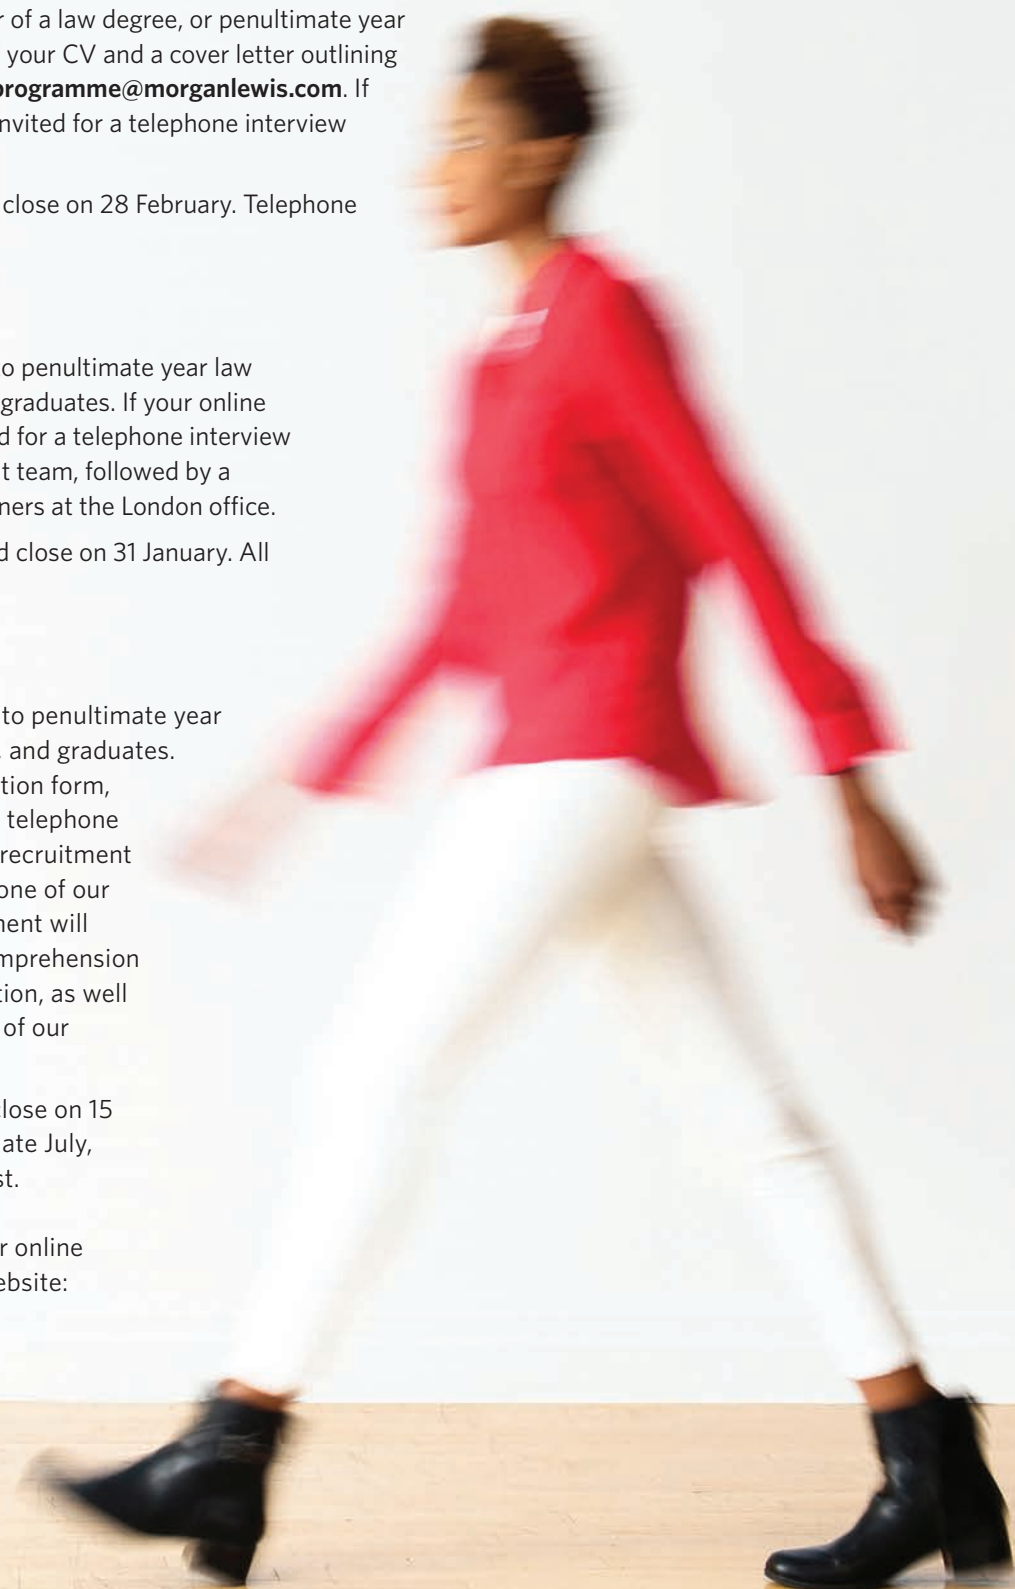 of a law degree, or penultimate year
your CV and a cover letter outlining
programme@morganlewis.com. If
nvited for a telephone interview
close on 28 February. Telephone
o penultimate year law
graduates. If your online
d for a telephone interview
t team, followed by a
ners at the London office.
d close on 31 January. All
to penultimate year
and graduates.
tion form,
telephone
recruitment
one of our
nent will
mprehension
tion, as well
of our
close on 15
ate July,
st.
r online
ebsite: